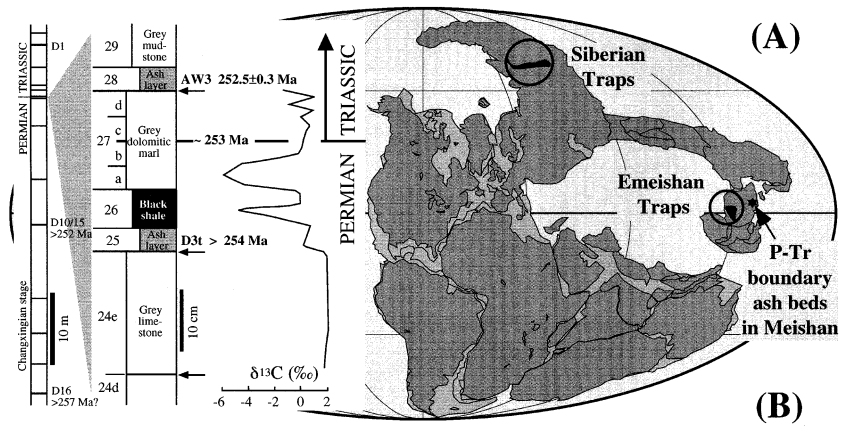 (A)
Siberian
Traps
Emeishan
Traps
P-Tr
boundary
ash beds
in Meishan
(B)
TRIASSIC
PERMIAN
Changxingian stage
D1
D10/15
>252 Ma
D16
>257 Ma?
10 m
29
Grey
mud-
stone
28
Ash
layer
AW3 252.5±0.3 Ma
d
c
27
b
a
Grey
dolomitic
marl
~ 253 Ma
26
Black
shale
25
Ash
layer
D3t > 254 Ma
24e
Grey
lime-
stone
10 cm
24d
TRIASSIC
PERMIAN
δ13C (‰)
-6 -4 -2 0 2